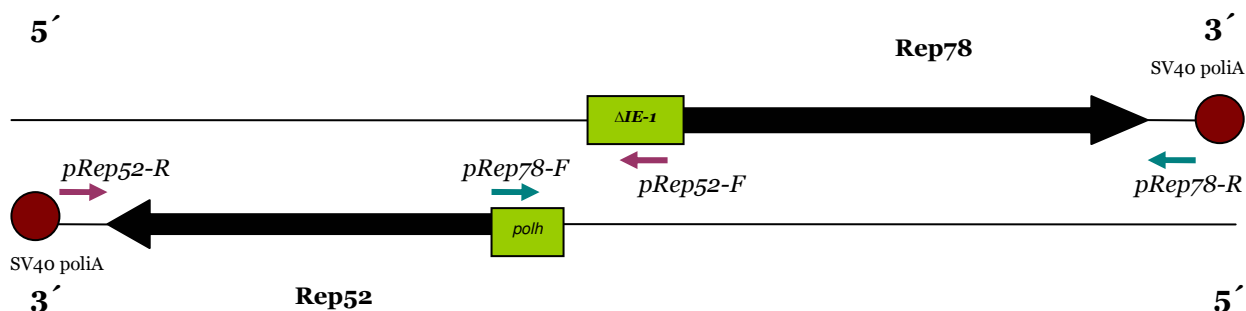 5´
3´
Rep78
SV40 poliA
ΔIE-1
pRep52-R
pRep78-F
pRep52-F
pRep78-R
polh
SV40 poliA
3´
Rep52
5´